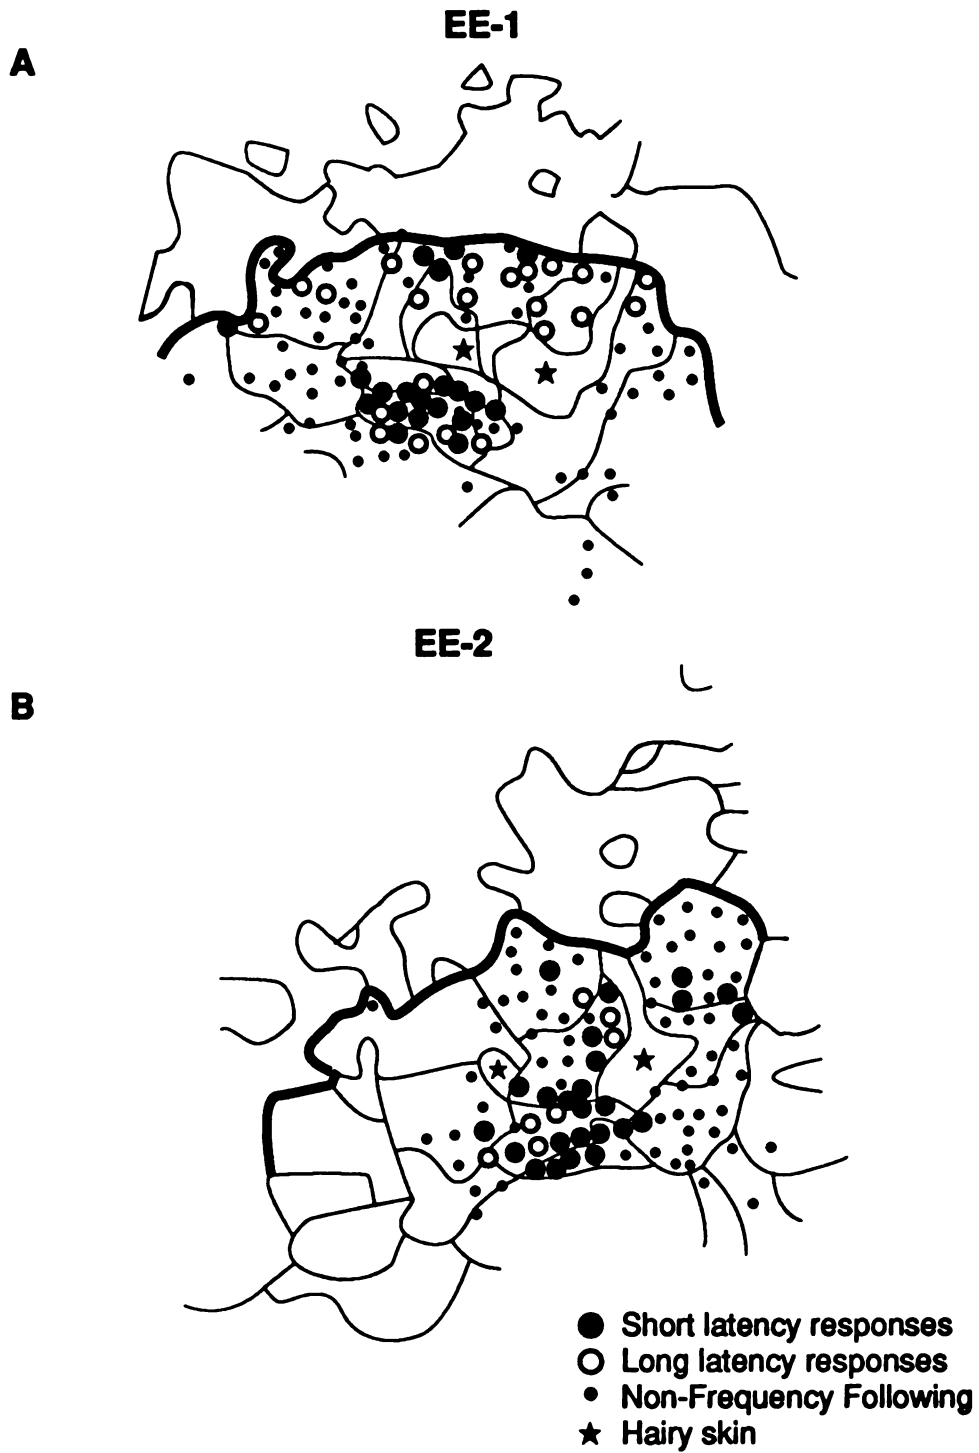 EE-1
A
EE-2
B
Short latency responses
Long latency responses
Non-Frequency Following
Hairy skin